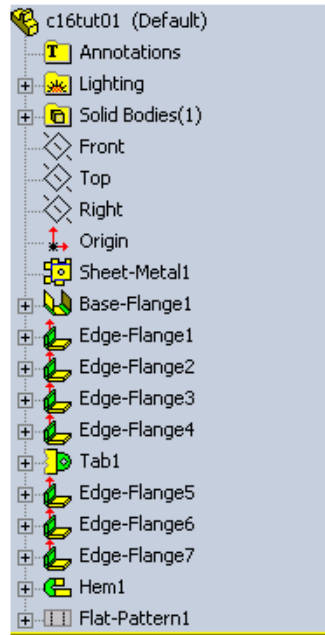 c16tut01 (Default)
Annotations
Lighting
Solid Bodies(1)
Front
Top
Right
Origin
Sheet-Metal1
Base-Flange1
Edge-Flange1
Edge-Flange2
Edge-Flange3
Edge-Flange4
Tab1
Edge-Flange5
Edge-Flange6
Edge-Flange7
Hem1
Flat-Pattern1